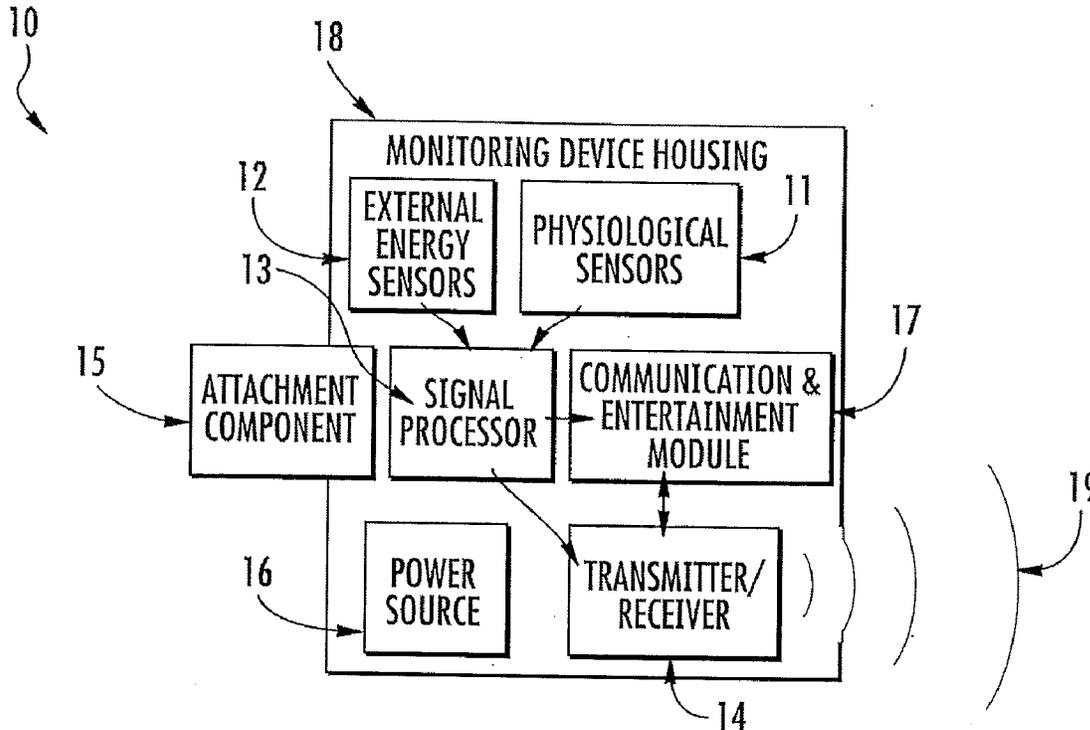 10
18
MONITORING DEVICE HOUSING
12
EXTERNAL
ENERGY
SENSORS
PHYSIOLOGICAL
SENSORS
11
13
15
ATTACHMENT
COMPONENT
SIGNAL
PROCESSOR
COMMUNICATION &
ENTERTAINMENT
MODULE
17
16
POWER
SOURCE
TRANSMITTER/
RECEIVER
19
14